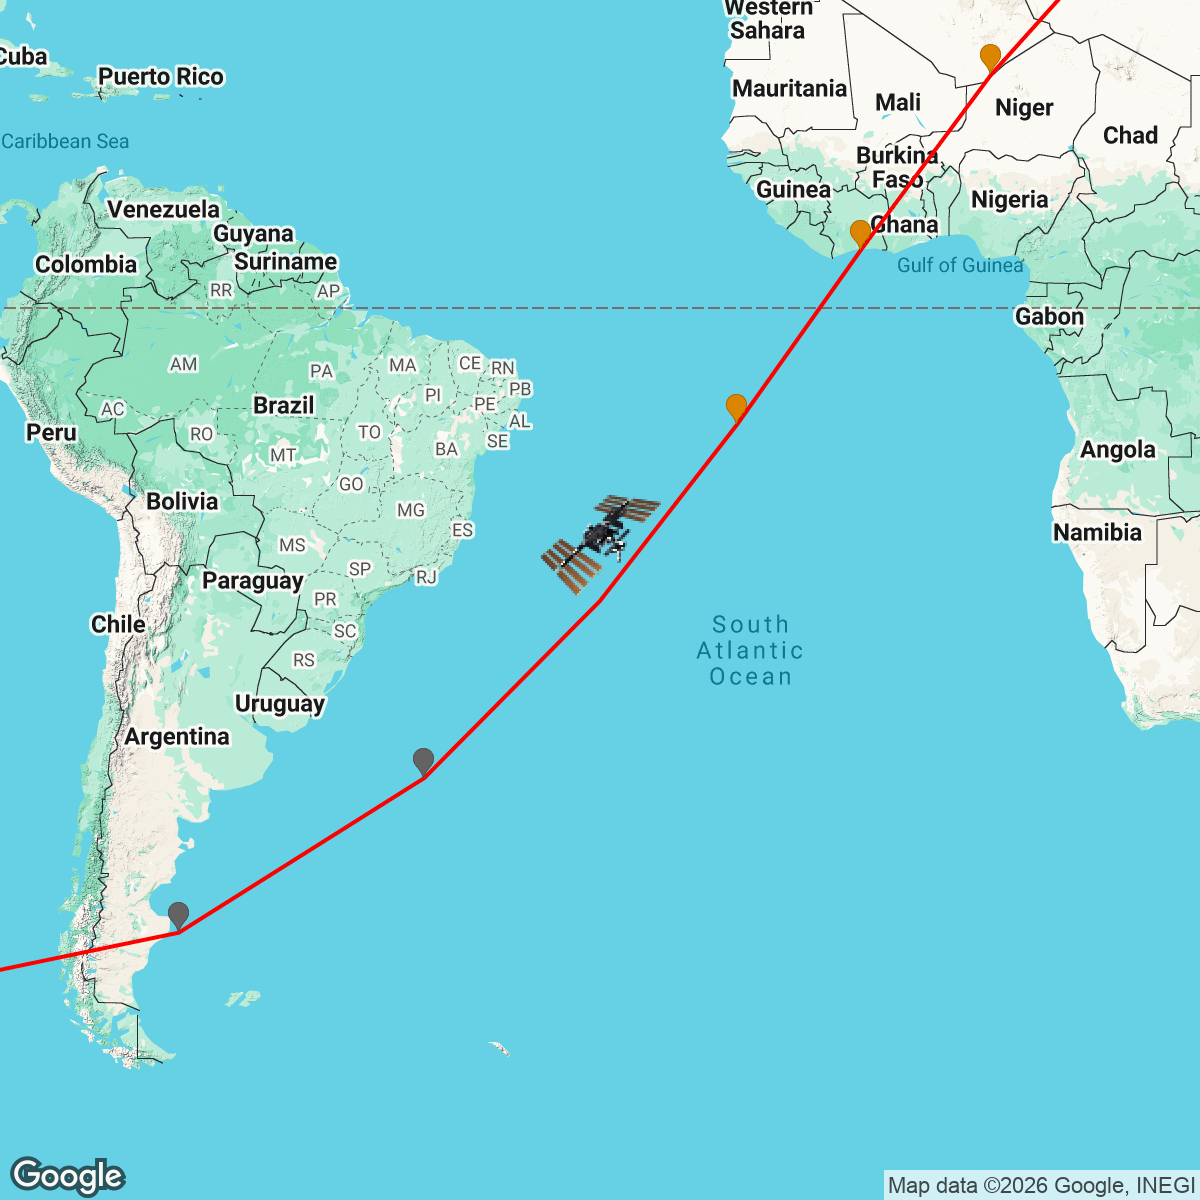 Western
Sahara
Cuba
Puerto Rico
Mauritania
Mali
Niger
Chad
Caribbean Sea
Burkina
Faso
Guinea
Nigeria
Venezuela
Guyana
Ghana
Colombia
Suriname
Gulf of Guinea
RR
AP
Gabon
AM
PA
MA
CE
RN
PI
PB
AC
Brazil
PE
AL
Peru
RO
TO
SE
MT
BA
Angola
GO
Bolivia
MG
ES
Namibia
MS
SP
RJ
Paraguay
PR
Chile
SC
South
Atlantic
Ocean
RS
Uruguay
Argentina
Google
Map data ©2026 Google, INEGI